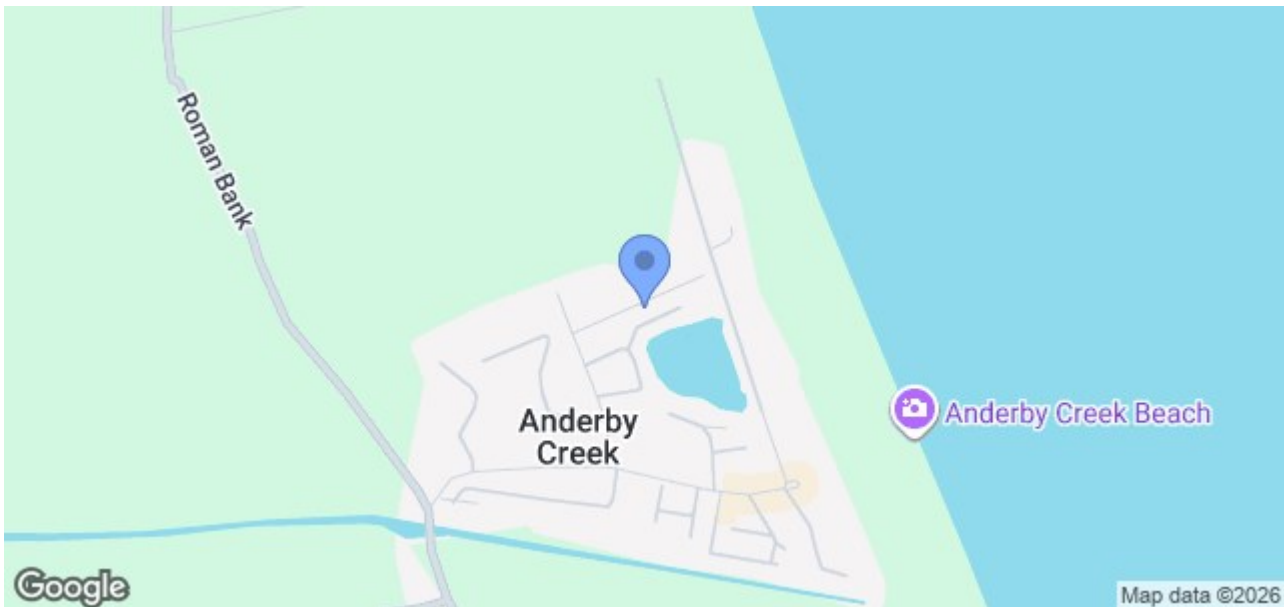 Roman Bank
Anderby
Creek
Anderby Creek Beach
Google
Map data ©2026